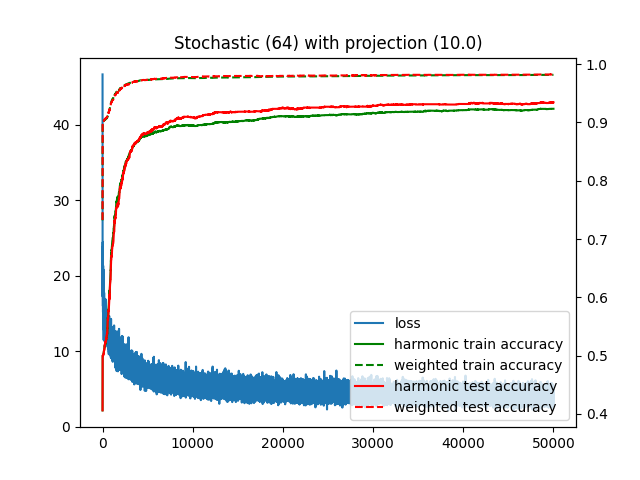 Stochastic (64) with projection (10.0)
40
30
20
10
0
1.0
0.9
0.8
0.7
0.6
0.5
0.4
loss
harmonic train accuracy
weighted train accuracy
harmonic test accuracy
weighted test accuracy
0 10000 20000 30000 40000 50000